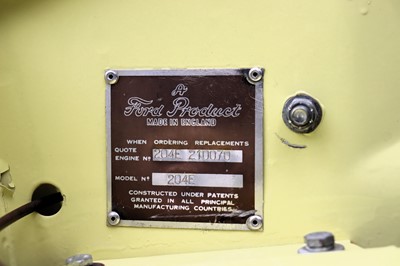 A
Ford Product
MADE IN ENGLAND
WHEN ORDERING REPLACEMENTS
QUOTE
ENGINE Nº 204E 210070
MODEL Nº 204E
CONSTRUCTED UNDER PATENTS
GRANTED IN ALL PRINCIPAL
MANUFACTURING COUNTRIES.